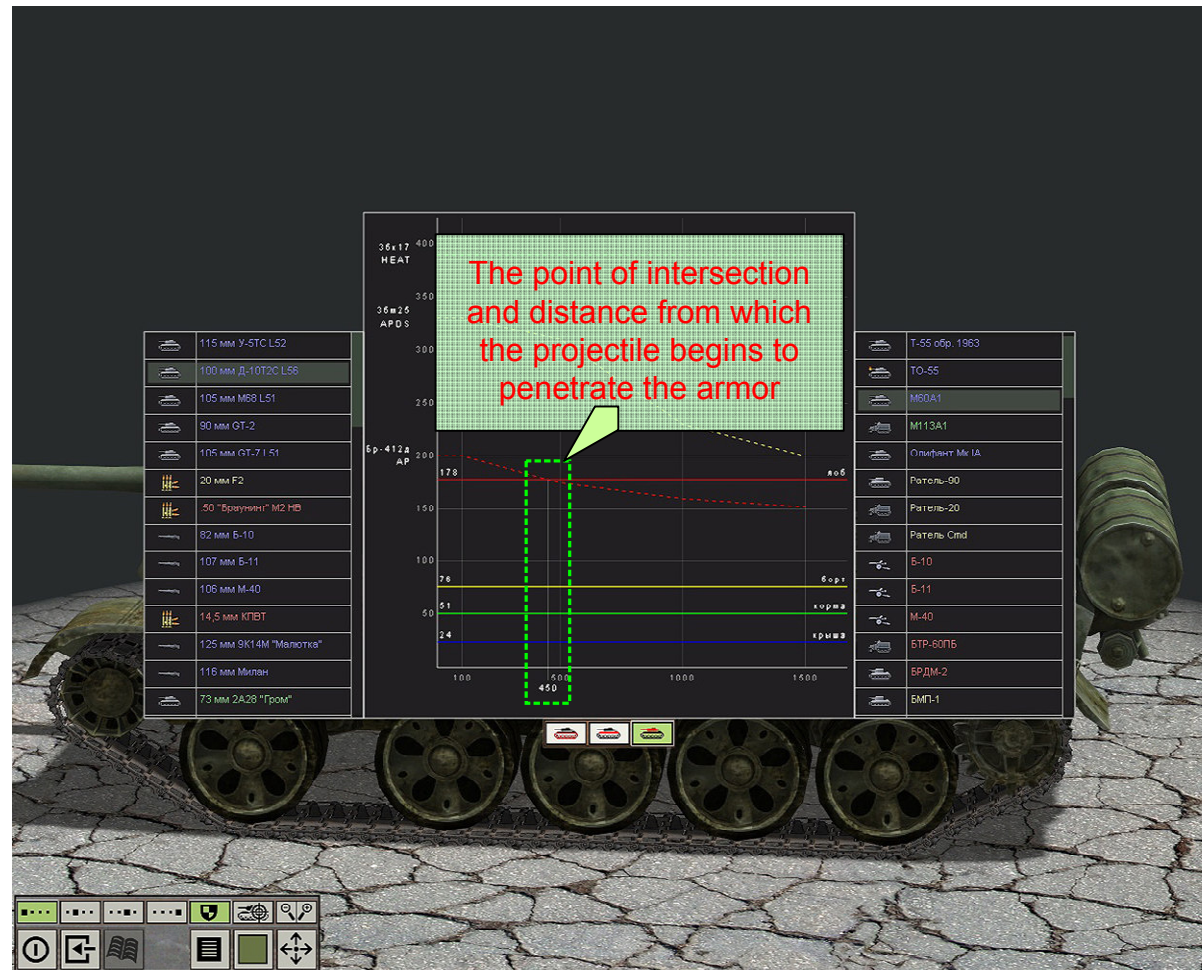 3бк17
HEAT
400
The point of intersection
and distance from which
the projectile begins to
penetrate the armor
350
3бм25
APDS
300
250
Бр-412д
AP
200
178
лоб
150
100
76
борт
51
корма
50
24
крыша
100
500
1000
1500
450
115 мм У-5ТС L52
100 мм Д-10Т2С L56
105 мм M68 L51
90 мм GT-2
105 мм GT-7 L51
20 мм F2
.50 "Браунинг" M2 HB
82 мм Б-10
107 мм Б-11
106 мм М-40
14,5 мм КПВТ
125 мм 9К14М "Малютка"
116 мм Милан
73 мм 2А28 "Гром"
Т-55 обр. 1963
ТО-55
M60A1
M113A1
Олифант Mk IA
Ратель-90
Ратель-20
Ратель Cmd
Б-10
Б-11
М-40
БТР-60ПБ
БРДМ-2
БМП-1